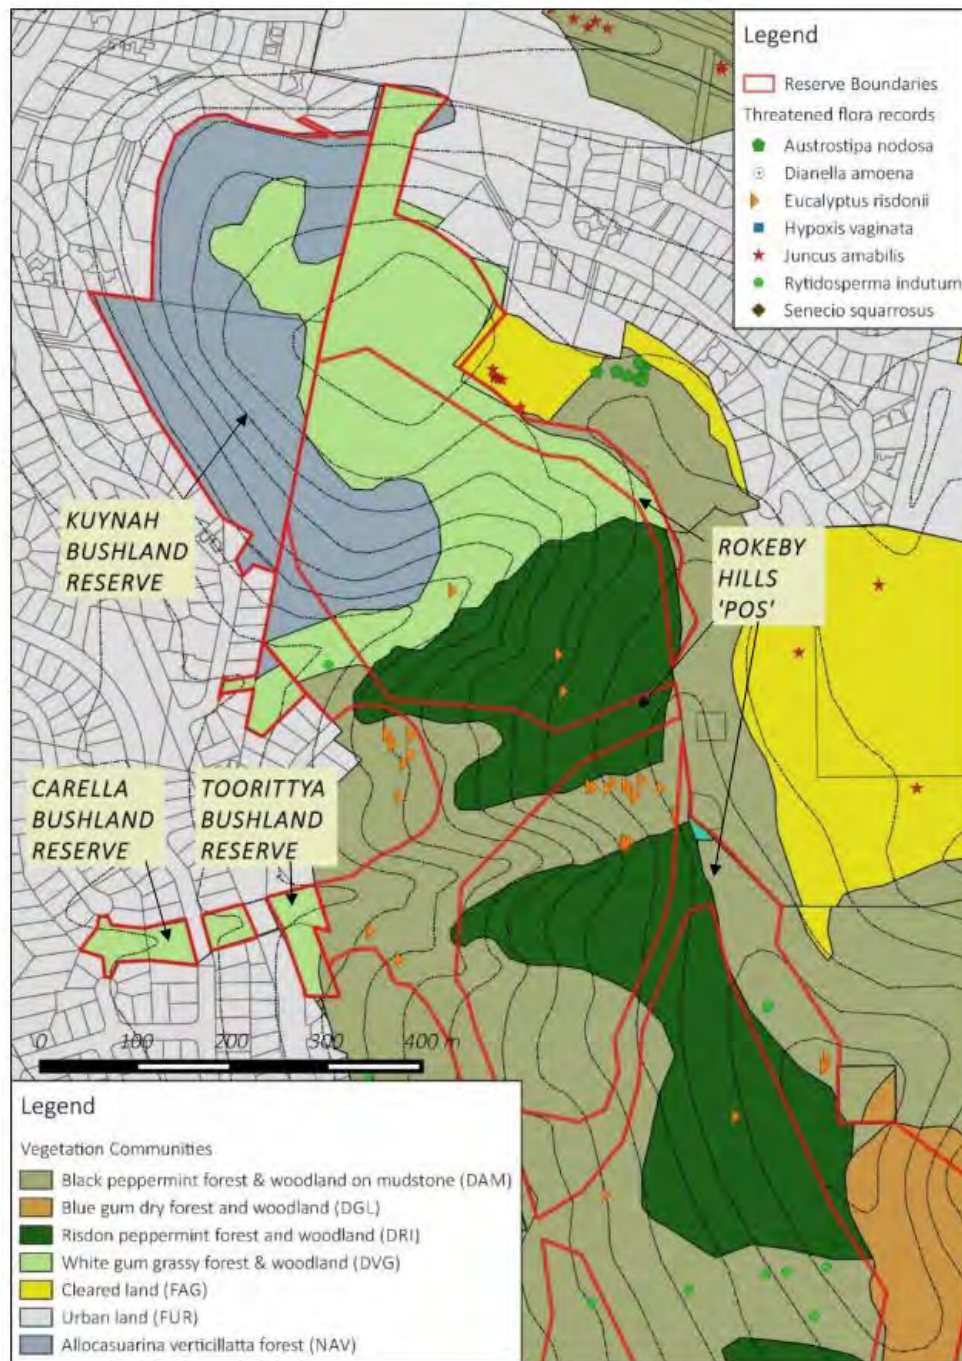 Legend
Reserve Boundaries
Threatened flora records
Austrostipa nodosa
Dianella amoena
Eucalyptus risdonii
Hypoxis vaginata
Juncus amabilis
Rytidosperma indutum
Senecio squarrosus
KUYNAH
BUSHLAND
RESERVE
ROKEBY
HILLS
'POS'
CARELLA
BUSHLAND
RESERVE
TOORITTYA
BUSHLAND
RESERVE
0 100 200 300 400 m
Legend
Vegetation Communities
Black peppermint forest & woodland on mudstone (DAM)
Blue gum dry forest and woodland (DGL)
Risdon peppermint forest and woodland (DRI)
White gum grassy forest & woodland (DVG)
Cleared land (FAG)
Urban land (FUR)
Allocasuarina verticillatta forest (NAV)